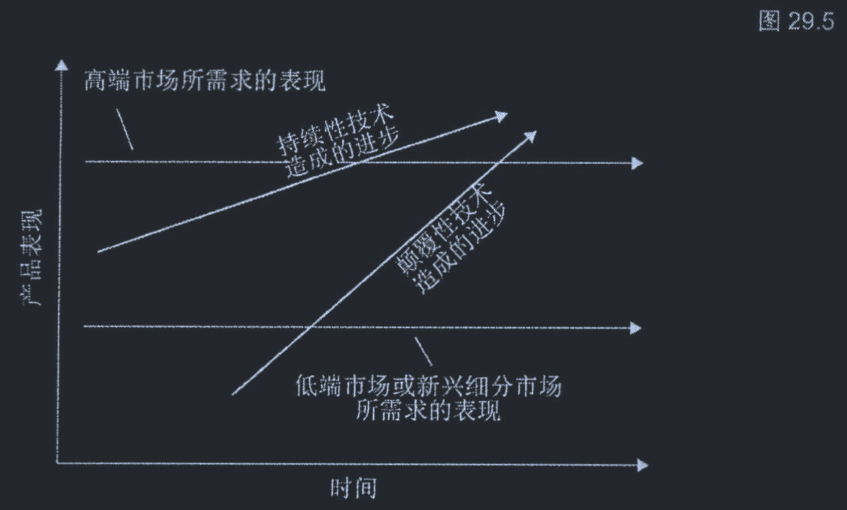 图 29.5
高端市场所需求的表现
持续性技术
造成的进步
颠覆性技术
造成的进步
产品表现
低端市场或新兴细分市场
所需求的表现
时间